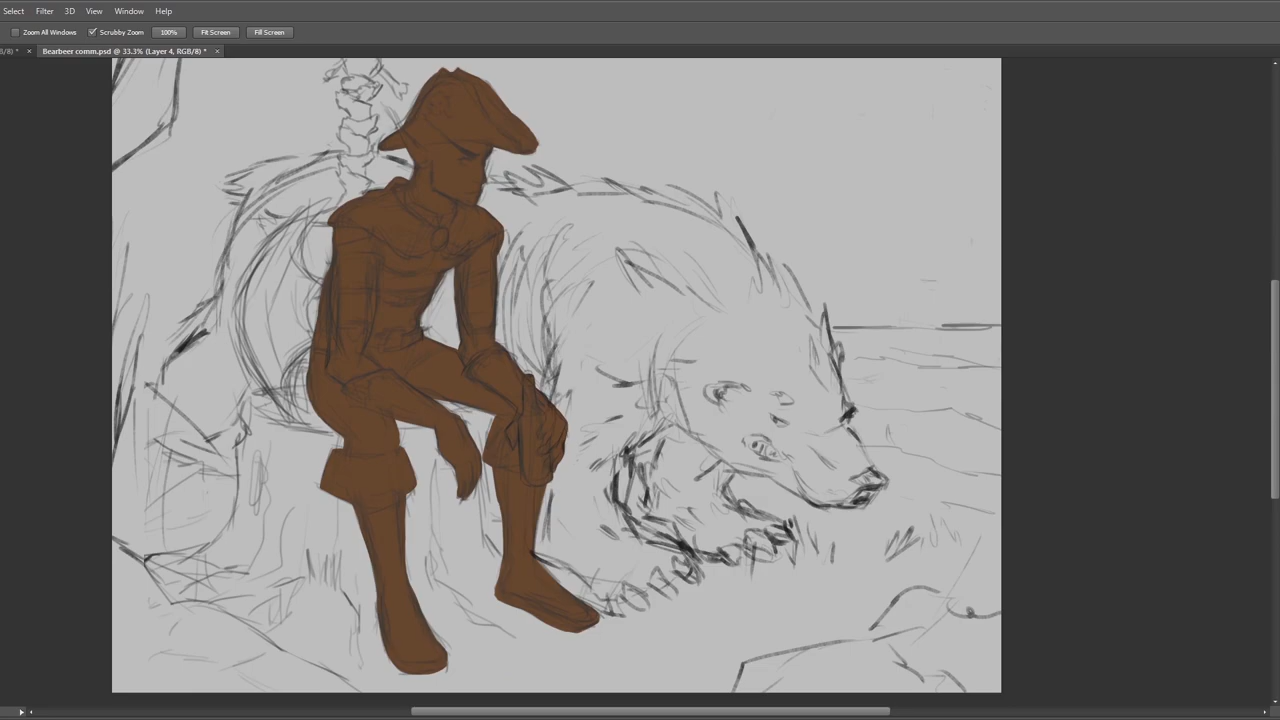 Select Filter 3D View Window Help
Zoom All Windows Scrubby Zoom 100% Fit Screen Fill Screen
B/8) * × Bearbeer comm.psd @ 33.3% (Layer 4, RGB/8) * ×